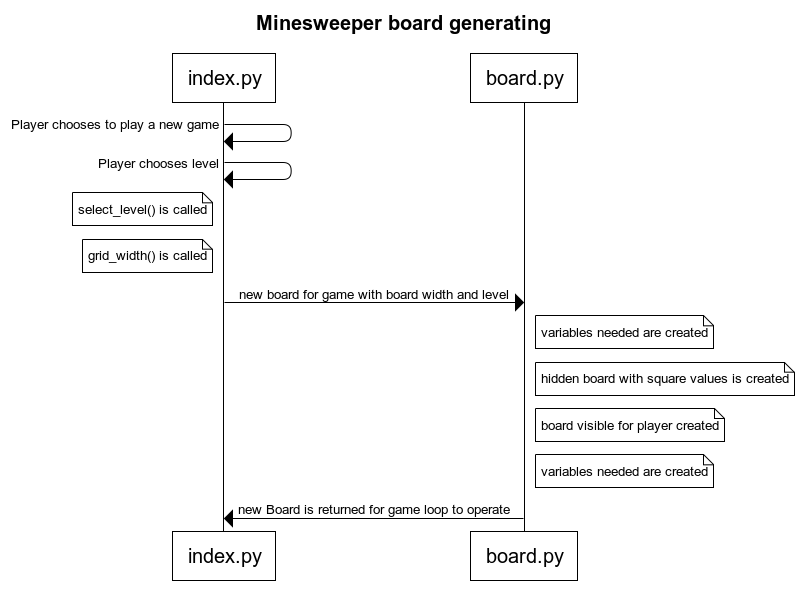 Minesweeper board generating
index.py
board.py
Player chooses to play a new game
Player chooses level
select_level() is called
grid_width() is called
new board for game with board width and level
variables needed are created
hidden board with square values is created
board visible for player created
variables needed are created
new Board is returned for game loop to operate
index.py
board.py